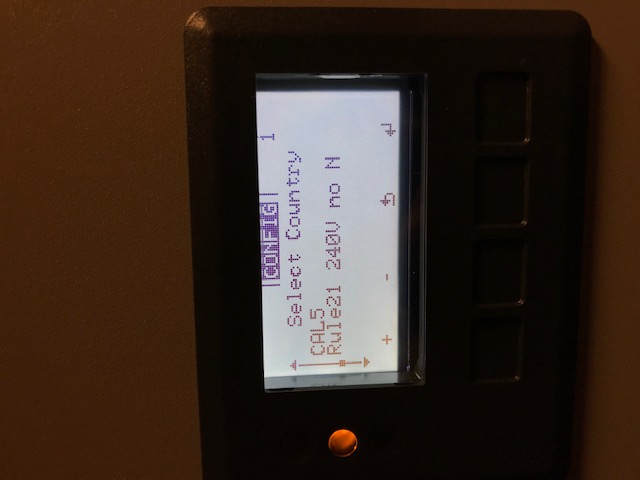 CONFIG 1
Select Country
CAL5
Rule21 240V no N
+ -